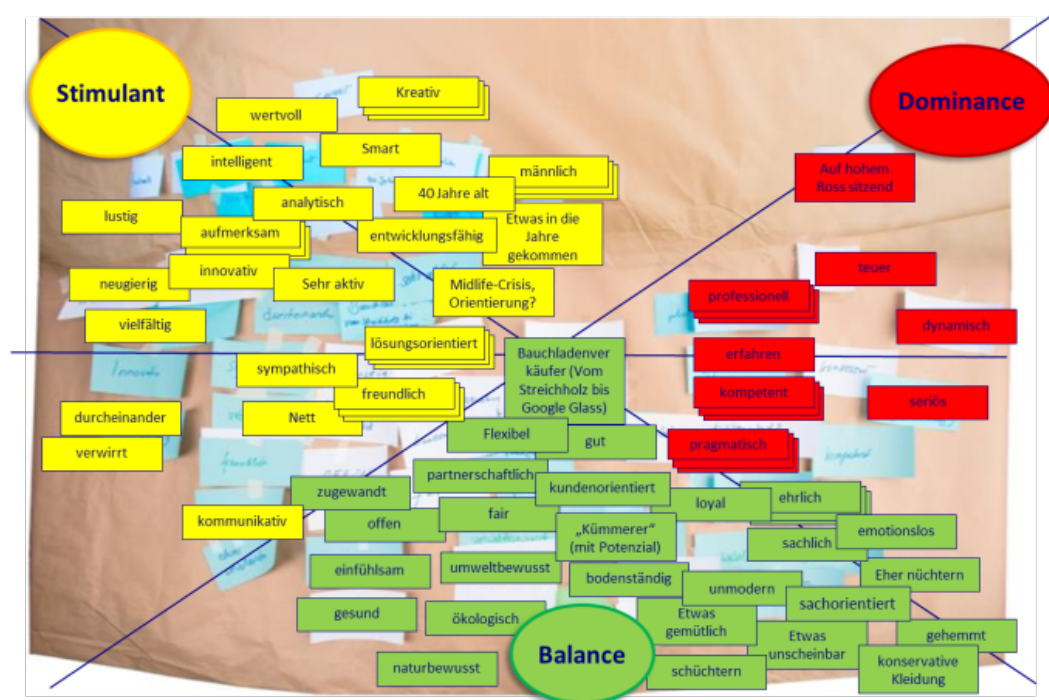 Stimulant
Dominance
Kreativ
wertvoll
Smart
intelligent
männlich
40 Jahre alt
analytisch
lustig
Etwas in die
Jahre
gekommen
aufmerksam
entwicklungsfähig
innovativ
neugierig
Sehr aktiv
Midlife-Crisis,
Orientierung?
vielfältig
lösungsorientiert
sympathisch
freundlich
durcheinander
Nett
verwirrt
kommunikativ
Auf hohem
Ross sitzend
teuer
professionell
dynamisch
erfahren
kompetent
seriös
pragmatisch
Bauchladenver
käufer (Vom
Streichholz bis
Google Glass)
Flexibel
gut
partnerschaftlich
kundenorientiert
zugewandt
loyal
ehrlich
offen
fair
„Kümmerer“
(mit Potenzial)
sachlich
emotionslos
einfühlsam
umweltbewusst
bodenständig
unmodern
Eher nüchtern
sachorientiert
gesund
ökologisch
Etwas
gemütlich
Etwas
unscheinbar
gehemmt
Balance
naturbewusst
schüchtern
konservative
Kleidung